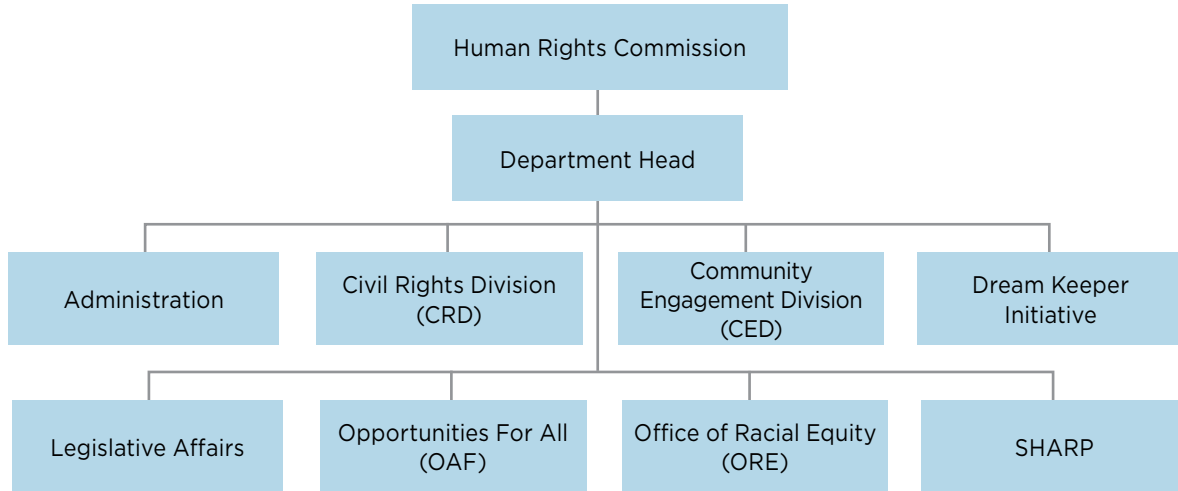 Human Rights Commission
Department Head
Administration
Civil Rights Division
(CRD)
Community
Engagement Division
(CED)
Dream Keeper
Initiative
Legislative Affairs
Opportunities For All
(OAF)
Office of Racial Equity
(ORE)
SHARP